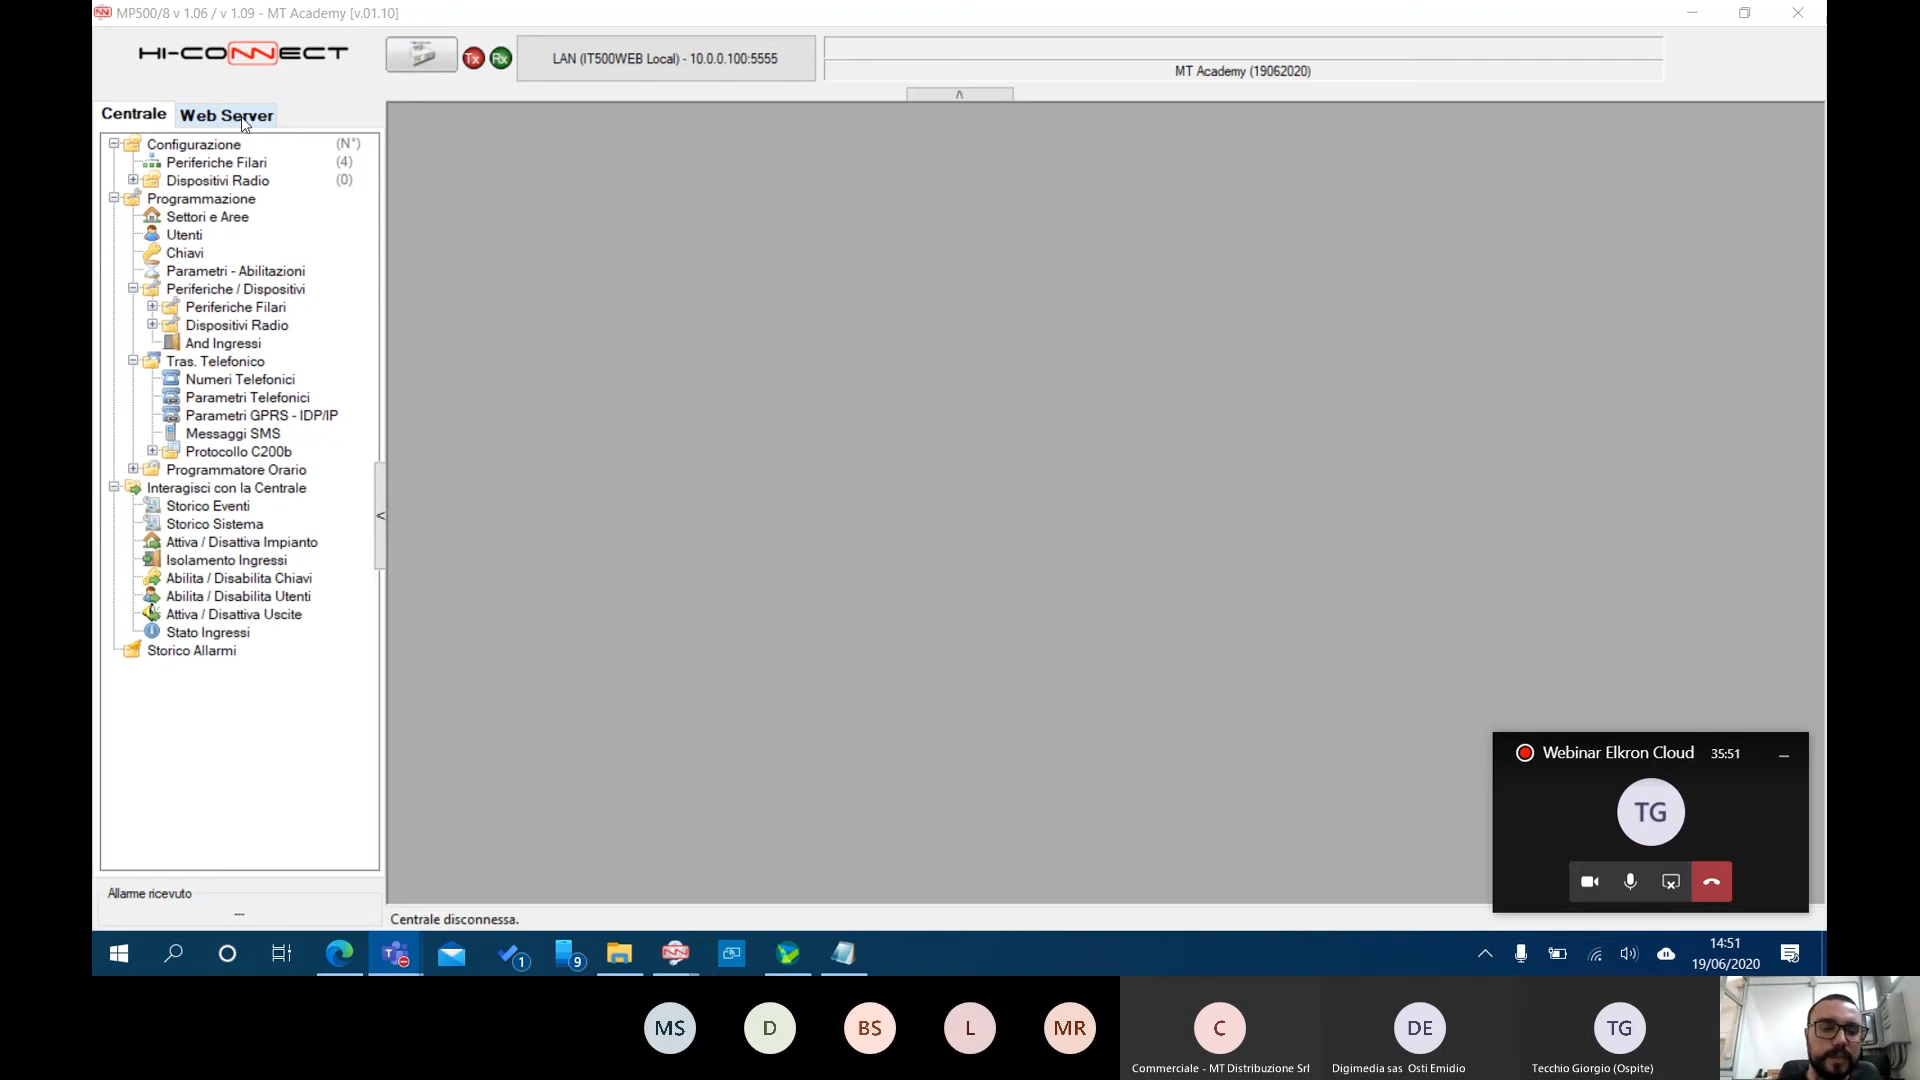 MP500/8 v 1.06 / v 1.09 - MT Academy [v.01.10]
HI-CONNECT
Tx
Rx
LAN (IT500WEB Local) - 10.0.0.100:5555
MT Academy (19062020)
Centrale
Web Server
Configurazione (N°)
Periferiche Filari (4)
Dispositivi Radio (0)
Programmazione
Settori e Aree
Utenti
Chiavi
Parametri - Abilitazioni
Periferiche / Dispositivi
Periferiche Filari
Dispositivi Radio
And Ingressi
Tras. Telefonico
Numeri Telefonici
Parametri Telefonici
Parametri GPRS - IDP/IP
Messaggi SMS
Protocollo C200b
Programmatore Orario
Interagisci con la Centrale
Storico Eventi
Storico Sistema
Attiva / Disattiva Impianto
Isolamento Ingressi
Abilita / Disabilita Chiavi
Abilita / Disabilita Utenti
Attiva / Disattiva Uscite
Stato Ingressi
Storico Allarmi
<
Allarme ricevuto
---
Centrale disconnessa.
Webinar Elkron Cloud 35:51
TG
1
9
14:51
19/06/2020
MS
D
BS
L
MR
C
DE
TG
Commerciale - MT Distribuzione Srl
Digimedia sas Osti Emidio
Tecchio Giorgio (Ospite)